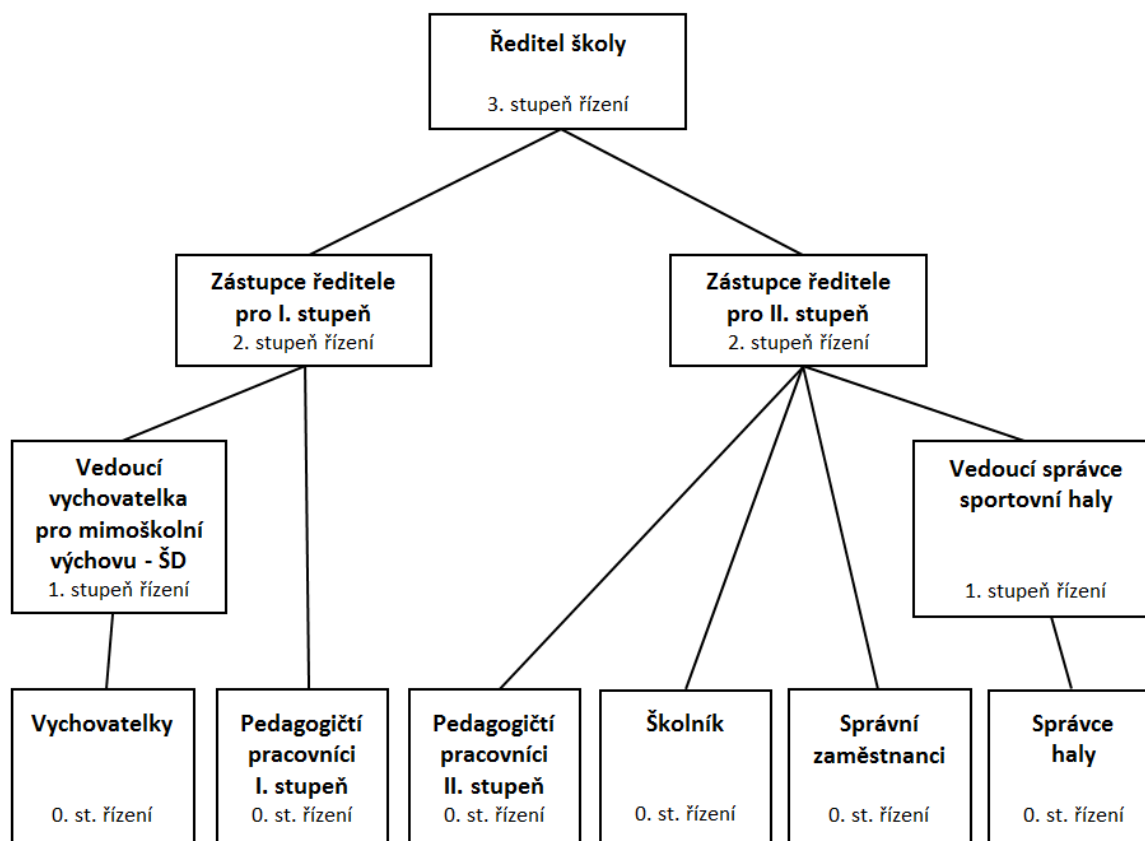 Ředitel školy
3. stupeň řízení
Zástupce ředitele
pro I. stupeň
2. stupeň řízení
Zástupce ředitele
pro II. stupeň
2. stupeň řízení
Vedoucí
vychovatelka
pro mimoškolní
výchovu - ŠD
1. stupeň řízení
Vedoucí správce
sportovní haly
1. stupeň řízení
Vychovatelky
0. st. řízení
Pedagogičtí
pracovníci
I. stupeň
0. st. řízení
Pedagogičtí
pracovníci
II. stupeň
0. st. řízení
Školník
0. st. řízení
Správní
zaměstnanci
0. st. řízení
Správce
haly
0. st. řízení